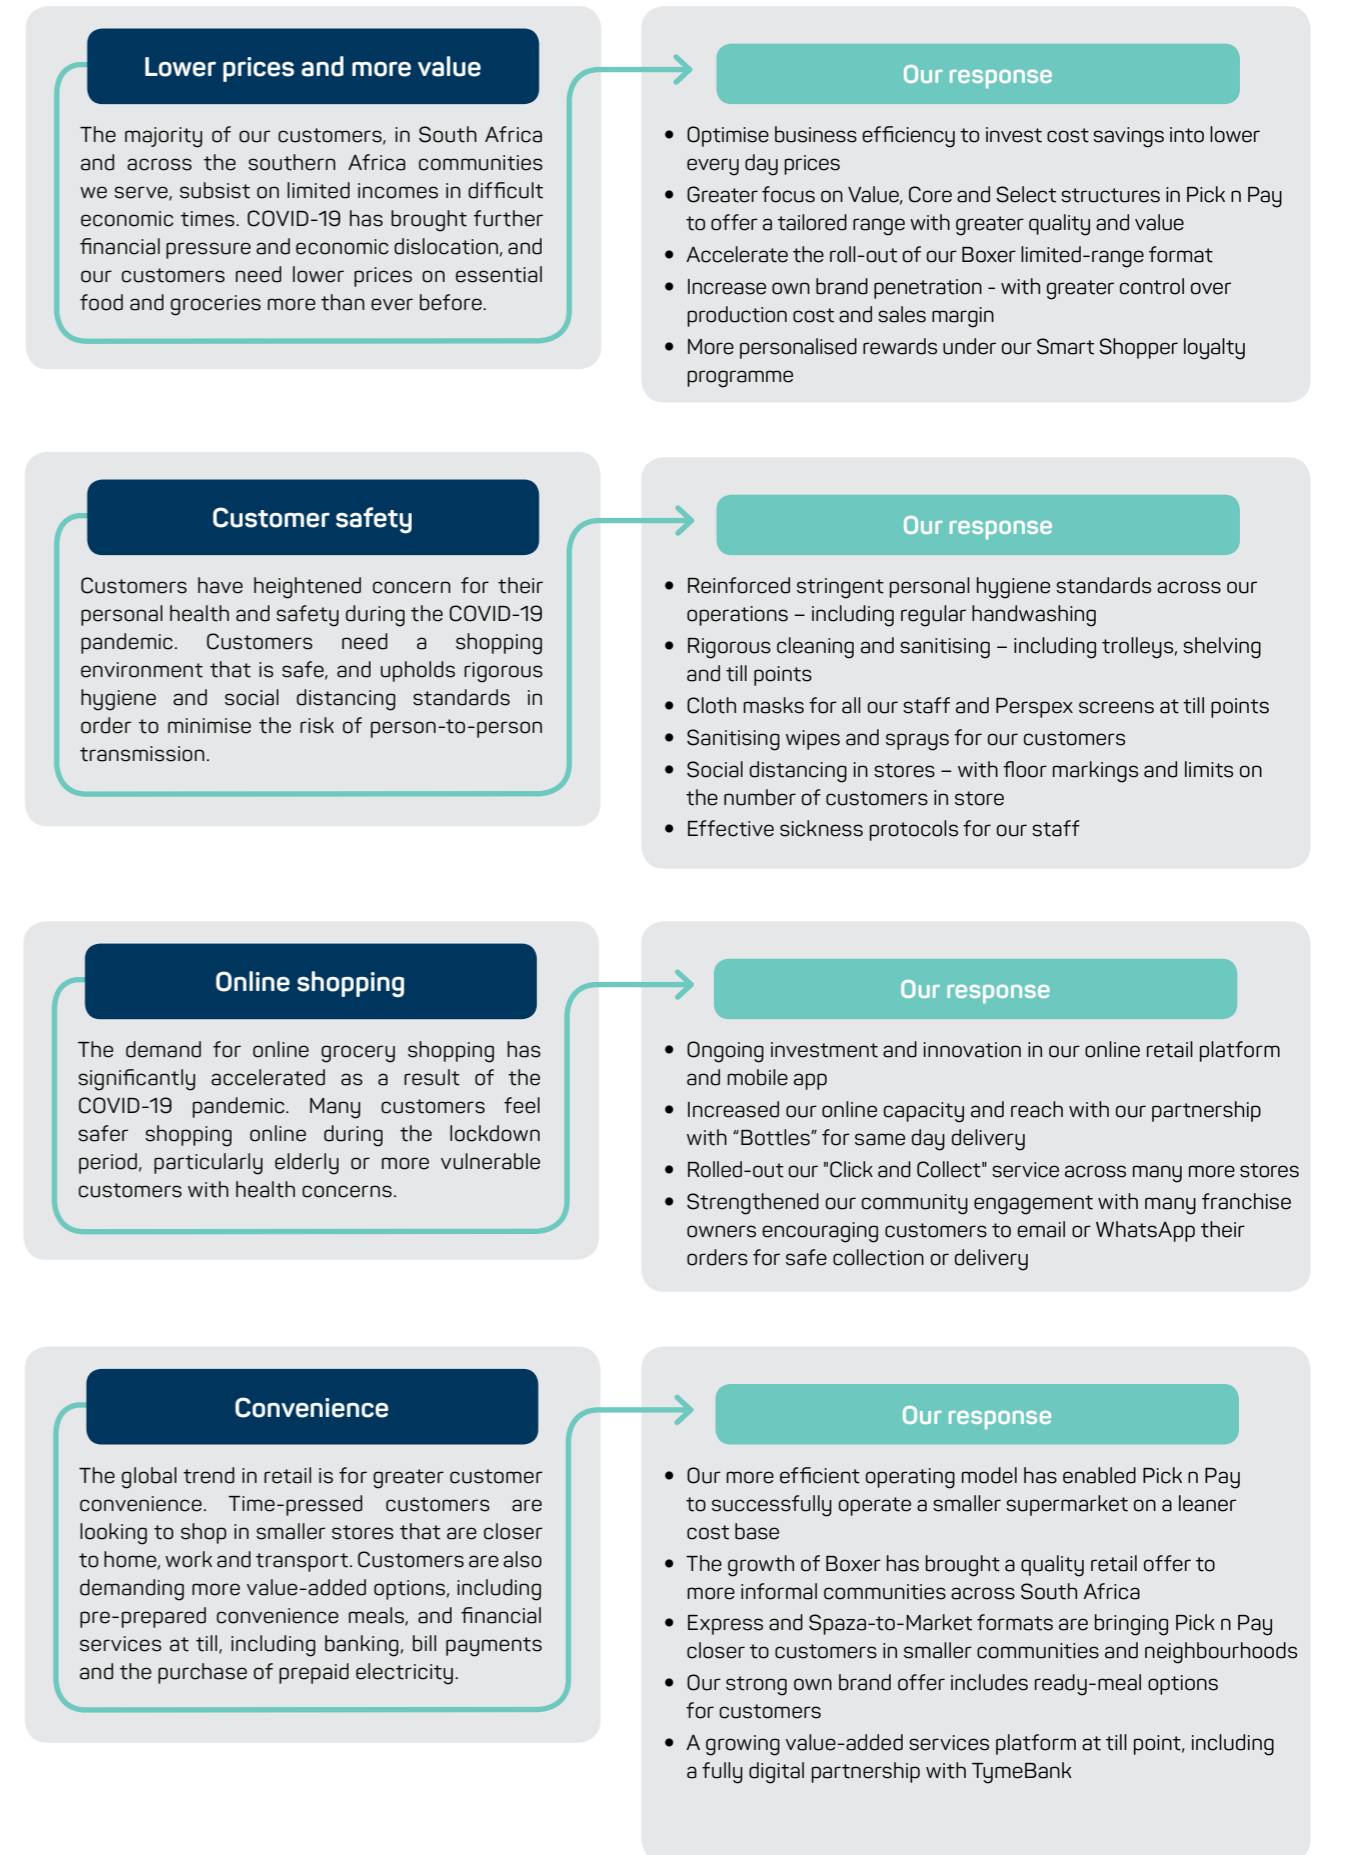 Lower prices and more value
The majority of our customers, in South Africa
and across the southern Africa communities
we serve, subsist on limited incomes in difficult
economic times. COVID-19 has brought further
financial pressure and economic dislocation, and
our customers need lower prices on essential
food and groceries more than ever before.
Our response
• Optimise business efficiency to invest cost savings into lower
every day prices
• Greater focus on Value, Core and Select structures in Pick n Pay
to offer a tailored range with greater quality and value
• Accelerate the roll-out of our Boxer limited-range format
• Increase own brand penetration - with greater control over
production cost and sales margin
• More personalised rewards under our Smart Shopper loyalty
programme
Customer safety
Customers have heightened concern for their
personal health and safety during the COVID-19
pandemic. Customers need a shopping
environment that is safe, and upholds rigorous
hygiene and social distancing standards in
order to minimise the risk of person-to-person
transmission.
Our response
• Reinforced stringent personal hygiene standards across our
operations – including regular handwashing
• Rigorous cleaning and sanitising – including trolleys, shelving
and till points
• Cloth masks for all our staff and Perspex screens at till points
• Sanitising wipes and sprays for our customers
• Social distancing in stores – with floor markings and limits on
the number of customers in store
• Effective sickness protocols for our staff
Online shopping
The demand for online grocery shopping has
significantly accelerated as a result of the
COVID-19 pandemic. Many customers feel
safer shopping online during the lockdown
period, particularly elderly or more vulnerable
customers with health concerns.
Our response
• Ongoing investment and innovation in our online retail platform
and mobile app
• Increased our online capacity and reach with our partnership
with “Bottles” for same day delivery
• Rolled-out our "Click and Collect" service across many more stores
• Strengthened our community engagement with many franchise
owners encouraging customers to email or WhatsApp their
orders for safe collection or delivery
Convenience
The global trend in retail is for greater customer
convenience. Time-pressed customers are
looking to shop in smaller stores that are closer
to home, work and transport. Customers are also
demanding more value-added options, including
pre-prepared convenience meals, and financial
services at till, including banking, bill payments
and the purchase of prepaid electricity.
Our response
• Our more efficient operating model has enabled Pick n Pay
to successfully operate a smaller supermarket on a leaner
cost base
• The growth of Boxer has brought a quality retail offer to
more informal communities across South Africa
• Express and Spaza-to-Market formats are bringing Pick n Pay
closer to customers in smaller communities and neighbourhoods
• Our strong own brand offer includes ready-meal options
for customers
• A growing value-added services platform at till point, including
a fully digital partnership with TymeBank